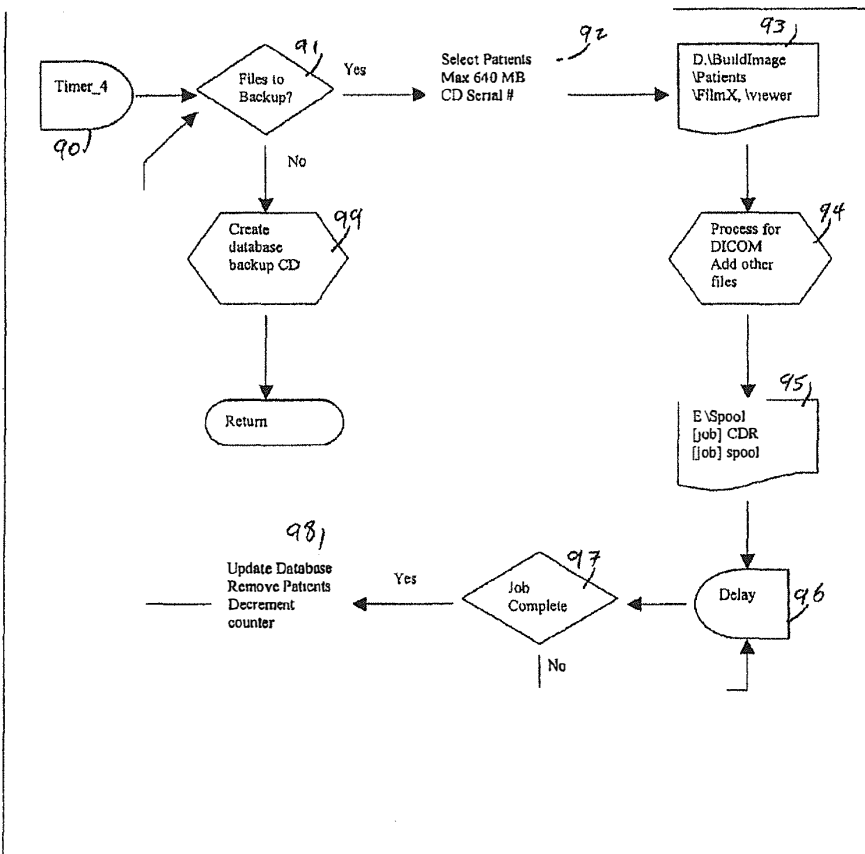 91
92
93
Timer_4
Files to
Backup?
Yes
Select Patients
Max 640 MB
CD Serial #
D.\BuildImage
\Patients
\FilmX, \viewer
90
No
99
Create
database
backup CD
94
Process for
DICOM
Add other
files
Return
95
E \Spool
[job] CDR
[job] spool
98
Update Database
Remove Patients
Decrement
counter
Yes
97
Job
Complete
Delay
96
No